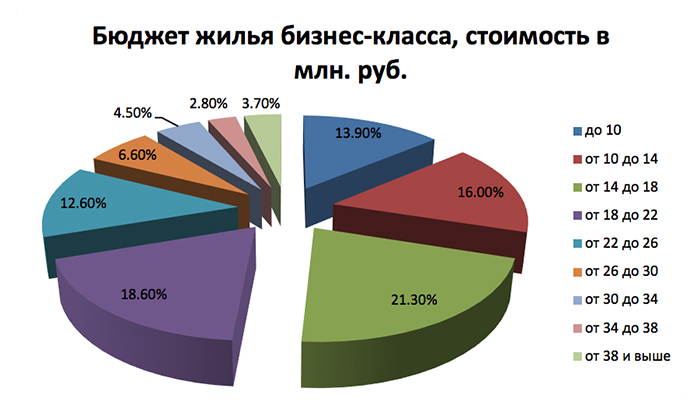 Бюджет жилья бизнес-класса, стоимость в
млн. руб.
2.80%
3.70%
4.50%
13.90%
6.60%
16.00%
12.60%
18.60%
21.30%
до 10
от 10 до 14
от 14 до 18
от 18 до 22
от 22 до 26
от 26 до 30
от 30 до 34
от 34 до 38
от 38 и выше